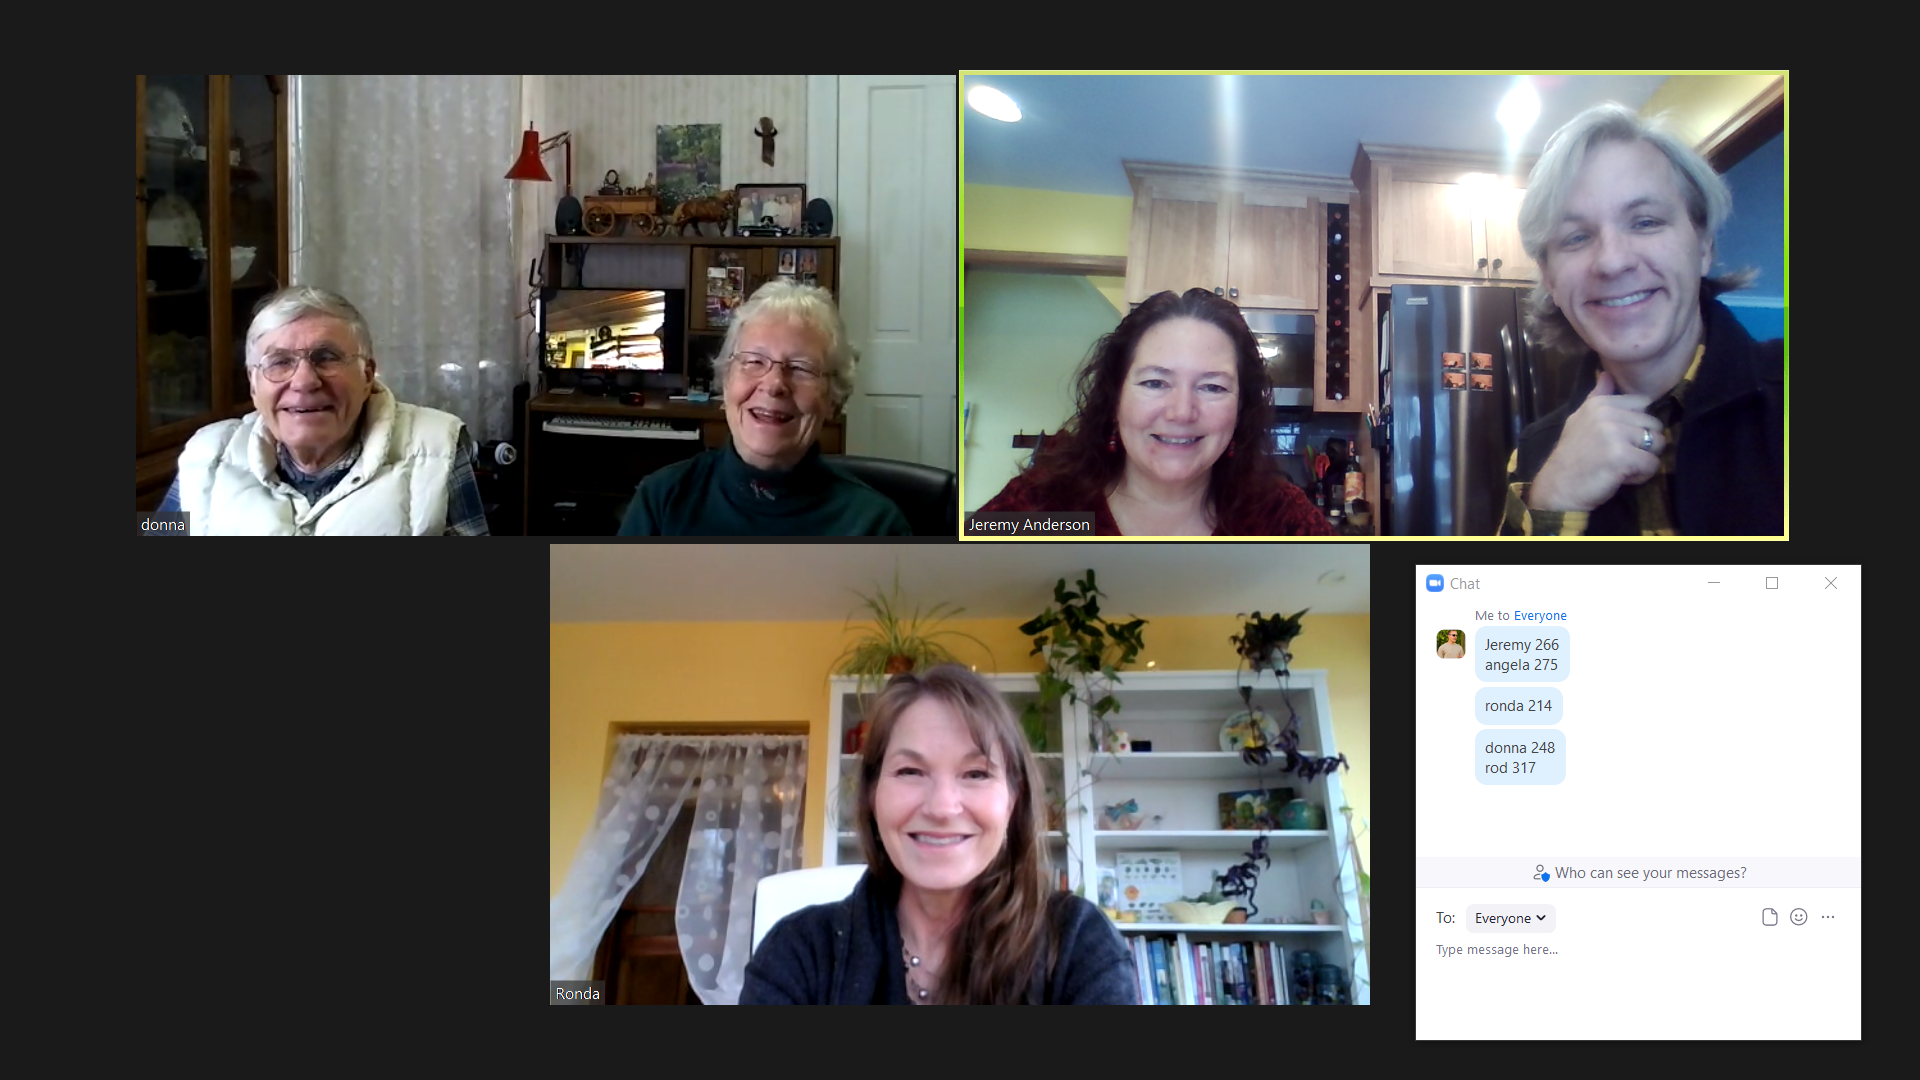 donna
Jeremy Anderson
Ronda
Chat
Me to Everyone
Jeremy 266
angela 275
ronda 214
donna 248
rod 317
Who can see your messages?
To: Everyone
Type message here...